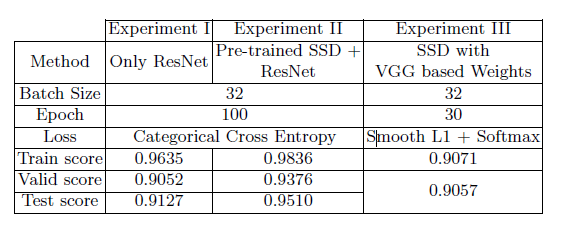 Experiment I Experiment II Experiment III
Method Only ResNet Pre-trained SSD + ResNet SSD with VGG based Weights
Batch Size 32 32
Epoch 100 30
Loss Categorical Cross Entropy Smooth L1 + Softmax
Train score 0.9635 0.9836 0.9071
Valid score 0.9052 0.9376 0.9057
Test score 0.9127 0.9510